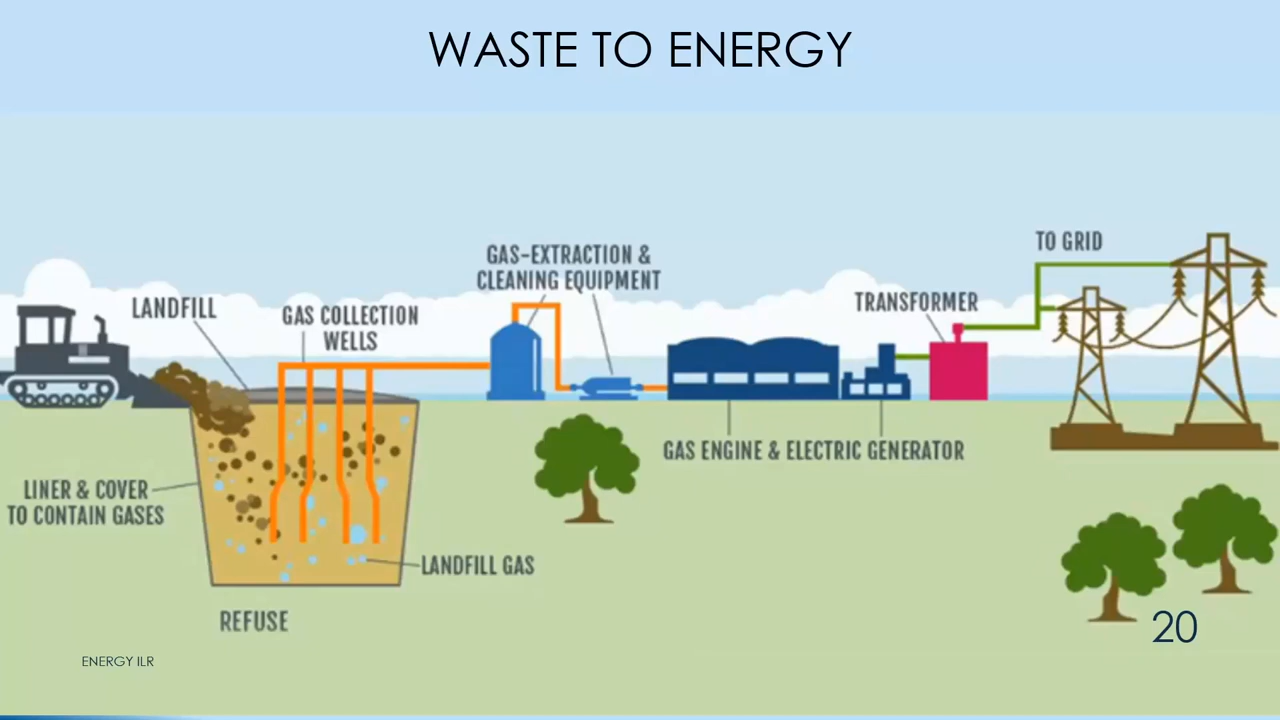 WASTE TO ENERGY
TO GRID
GAS-EXTRACTION &
CLEANING EQUIPMENT
LANDFILL
GAS COLLECTION
WELLS
TRANSFORMER
GAS ENGINE & ELECTRIC GENERATOR
LINER & COVER
TO CONTAIN GASES
LANDFILL GAS
REFUSE
20
ENERGY ILR